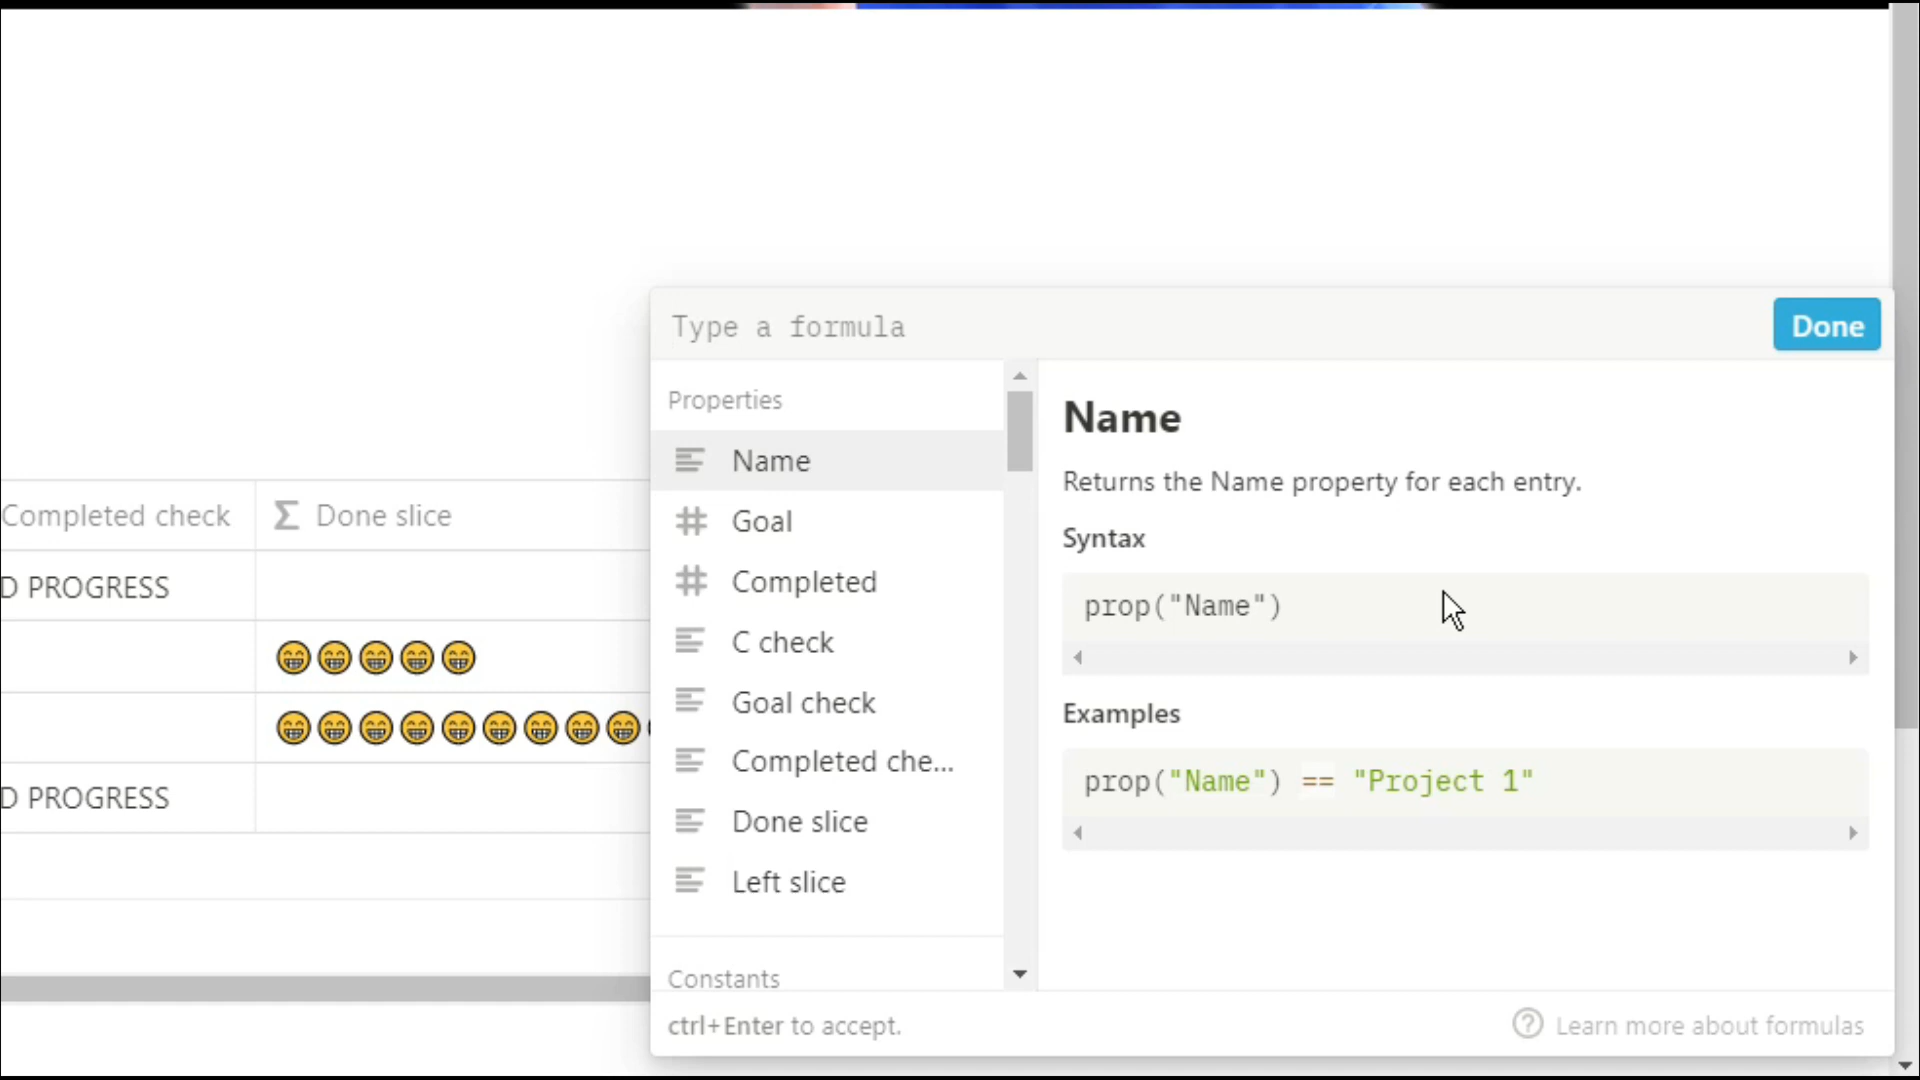 Type a formula
Done
Properties
Name
Goal
Completed
C check
Goal check
Completed che...
Done slice
Left slice
Constants
ctrl+Enter to accept.
Name
Returns the Name property for each entry.
Syntax
prop("Name")
Examples
prop("Name") == "Project 1"
Learn more about formulas
Completed check
Done slice
D PROGRESS
D PROGRESS